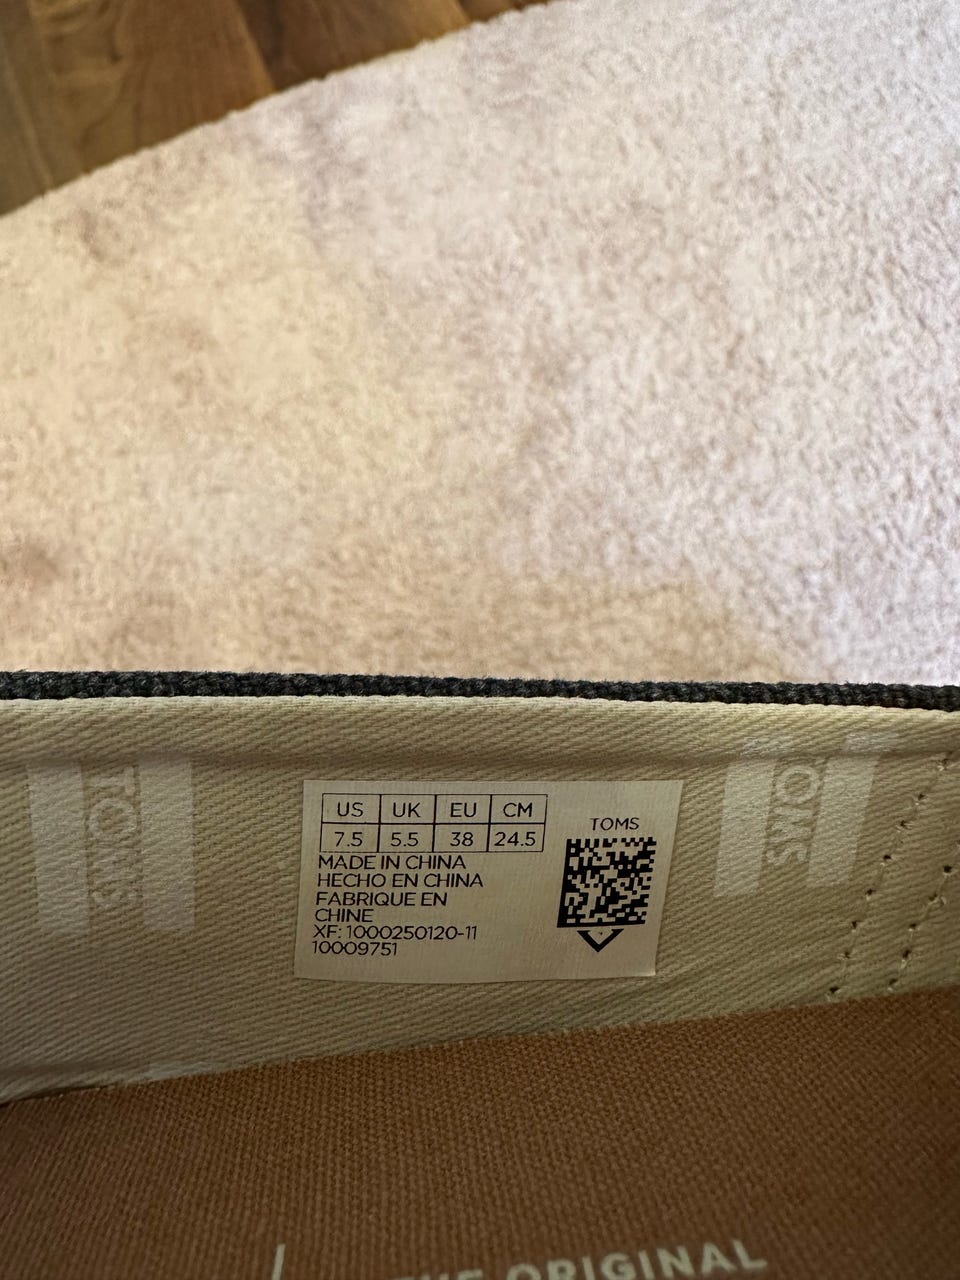 TOMS
TOMS
US UK EU CM
7.5 5.5 38 24.5
MADE IN CHINA
HECHO EN CHINA
FABRIQUE EN
CHINE
XF: 1000250120-11
10009751
TOMS
THE ORIGINAL